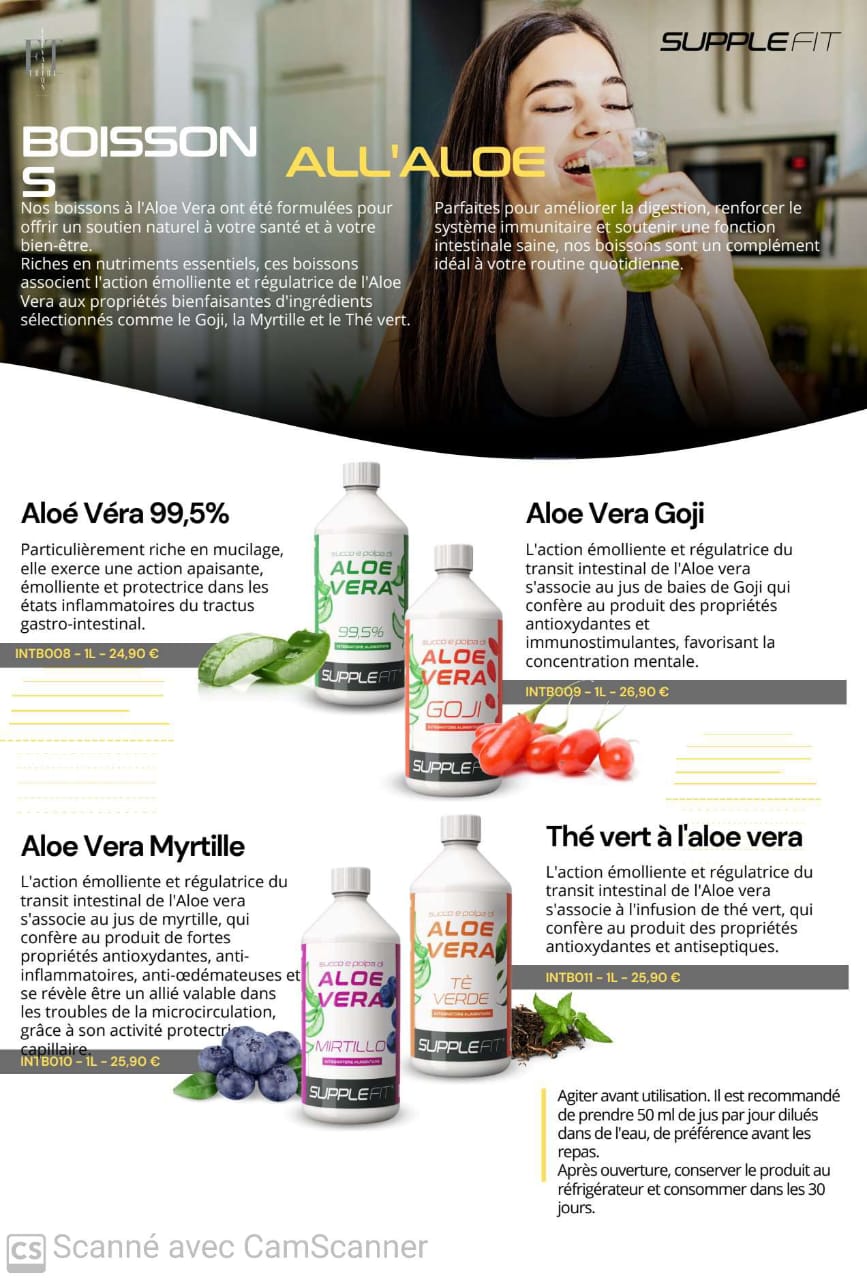 SUPPLEFIT
BOISSON
S
ALL'ALOE
Nos boissons à l'Aloe Vera ont été formulées pour
offrir un soutien naturel à votre santé et à votre
bien-être.
Riches en nutriments essentiels, ces boissons
associent l'action émolliente et régulatrice de l'Aloe
Vera aux propriétés bienfaisantes d'ingrédients
sélectionnés comme le Goji, la Myrtille et le Thé vert.
Parfaites pour améliorer la digestion, renforcer le
système immunitaire et soutenir une fonction
intestinale saine, nos boissons sont un complément
idéal à votre routine quotidienne.
Aloé Véra 99,5%
Particulièrement riche en mucilage,
elle exerce une action apaisante,
émolliente et protectrice dans les
états inflammatoires du tractus
gastro-intestinal.
INTB008 - 1L - 24,90 €
succo e polpa di
ALOE
VERA
99,5%
INTEGRATORE ALIMENTARE
SUPPLEFIT
Aloe Vera Goji
L'action émolliente et régulatrice du
transit intestinal de l'Aloe vera
s'associe au jus de baies de Goji qui
confère au produit des propriétés
antioxydantes et
immunostimulantes, favorisant la
concentration mentale.
INTB009 - 1L - 26,90 €
succo e polpa di
ALOE
VERA
GOJI
INTEGRATORE ALIMENTARE
SUPPLEF
Aloe Vera Myrtille
L'action émolliente et régulatrice du
transit intestinal de l'Aloe vera
s'associe au jus de myrtille, qui
confère au produit de fortes
propriétés antioxydantes, anti-
inflammatoires, anti-œdémateuses et
se révèle être un allié valable dans
les troubles de la microcirculation,
grâce à son activité protectri
capillaire.
INTB010 - 1L - 25,90 €
succo e polpa di
ALOE
VERA
MIRTILLO
INTEGRATORE ALIMENTARE
SUPPLEFIT
Thé vert à l'aloe vera
L'action émolliente et régulatrice du
transit intestinal de l'Aloe vera
s'associe à l'infusion de thé vert, qui
confère au produit des propriétés
antioxydantes et antiseptiques.
INTB011 - 1L - 25,90 €
succo e polpa di
ALOE
VERA
TÈ
VERDE
INTEGRATORE ALIMENTARE
SUPPLEFIT
Agiter avant utilisation. Il est recommandé
de prendre 50 ml de jus par jour dilués
dans de l'eau, de préférence avant les
repas.
Après ouverture, conserver le produit au
réfrigérateur et consommer dans les 30
jours.
CS Scanné avec CamScanner